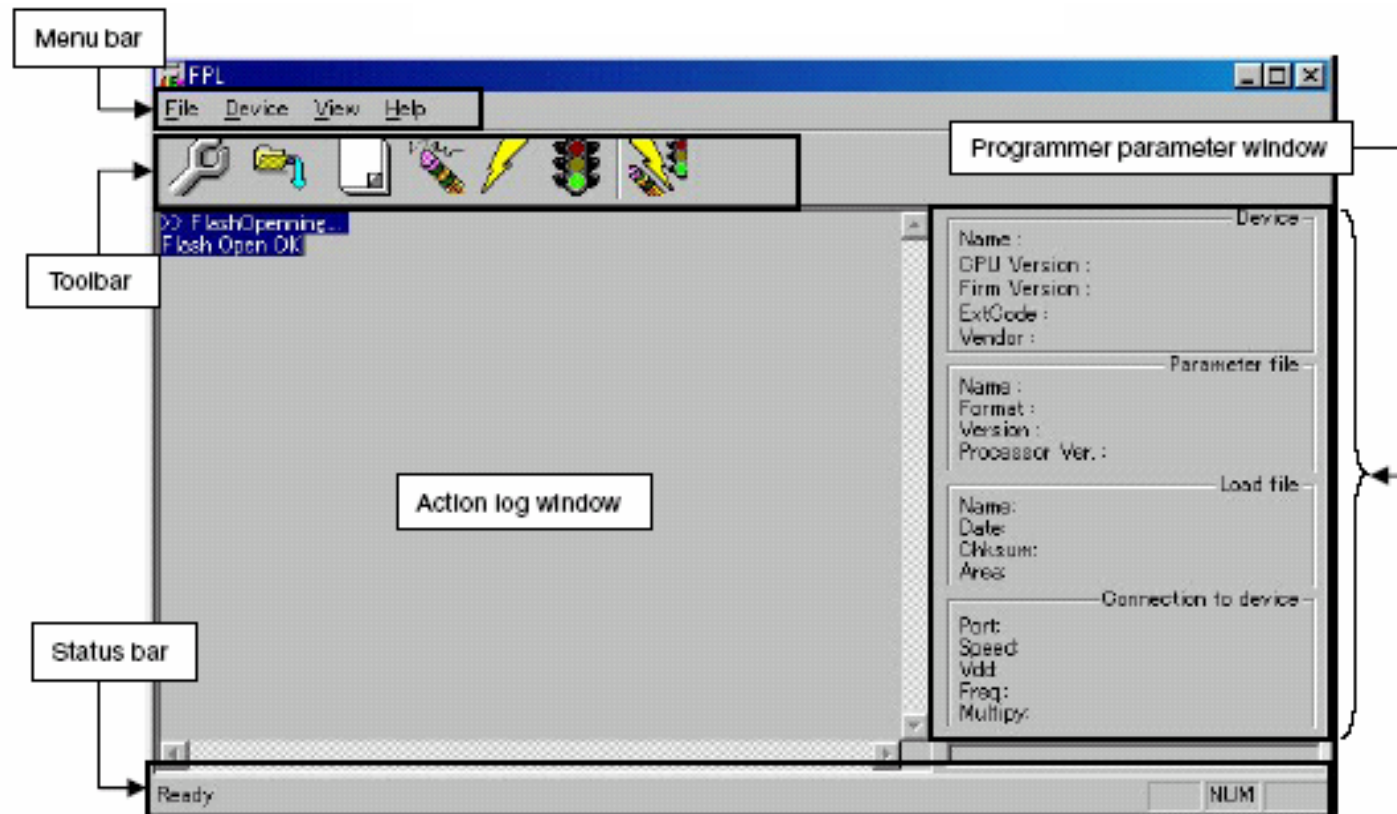 Menu bar
FPL
File Device View Help
Programmer parameter window
>> FlashOpenning...
Flash Open OK
Toolbar
Device
Name :
CPU Version :
Firm Version :
ExtCode :
Vendor :
Parameter file
Name :
Format :
Version :
Processor Ver. :
Action log window
Load file
Name:
Date:
Chksum:
Area:
Connection to device
Port:
Speed:
Vdd:
Freq:
Multipy:
Status bar
Ready
NUM